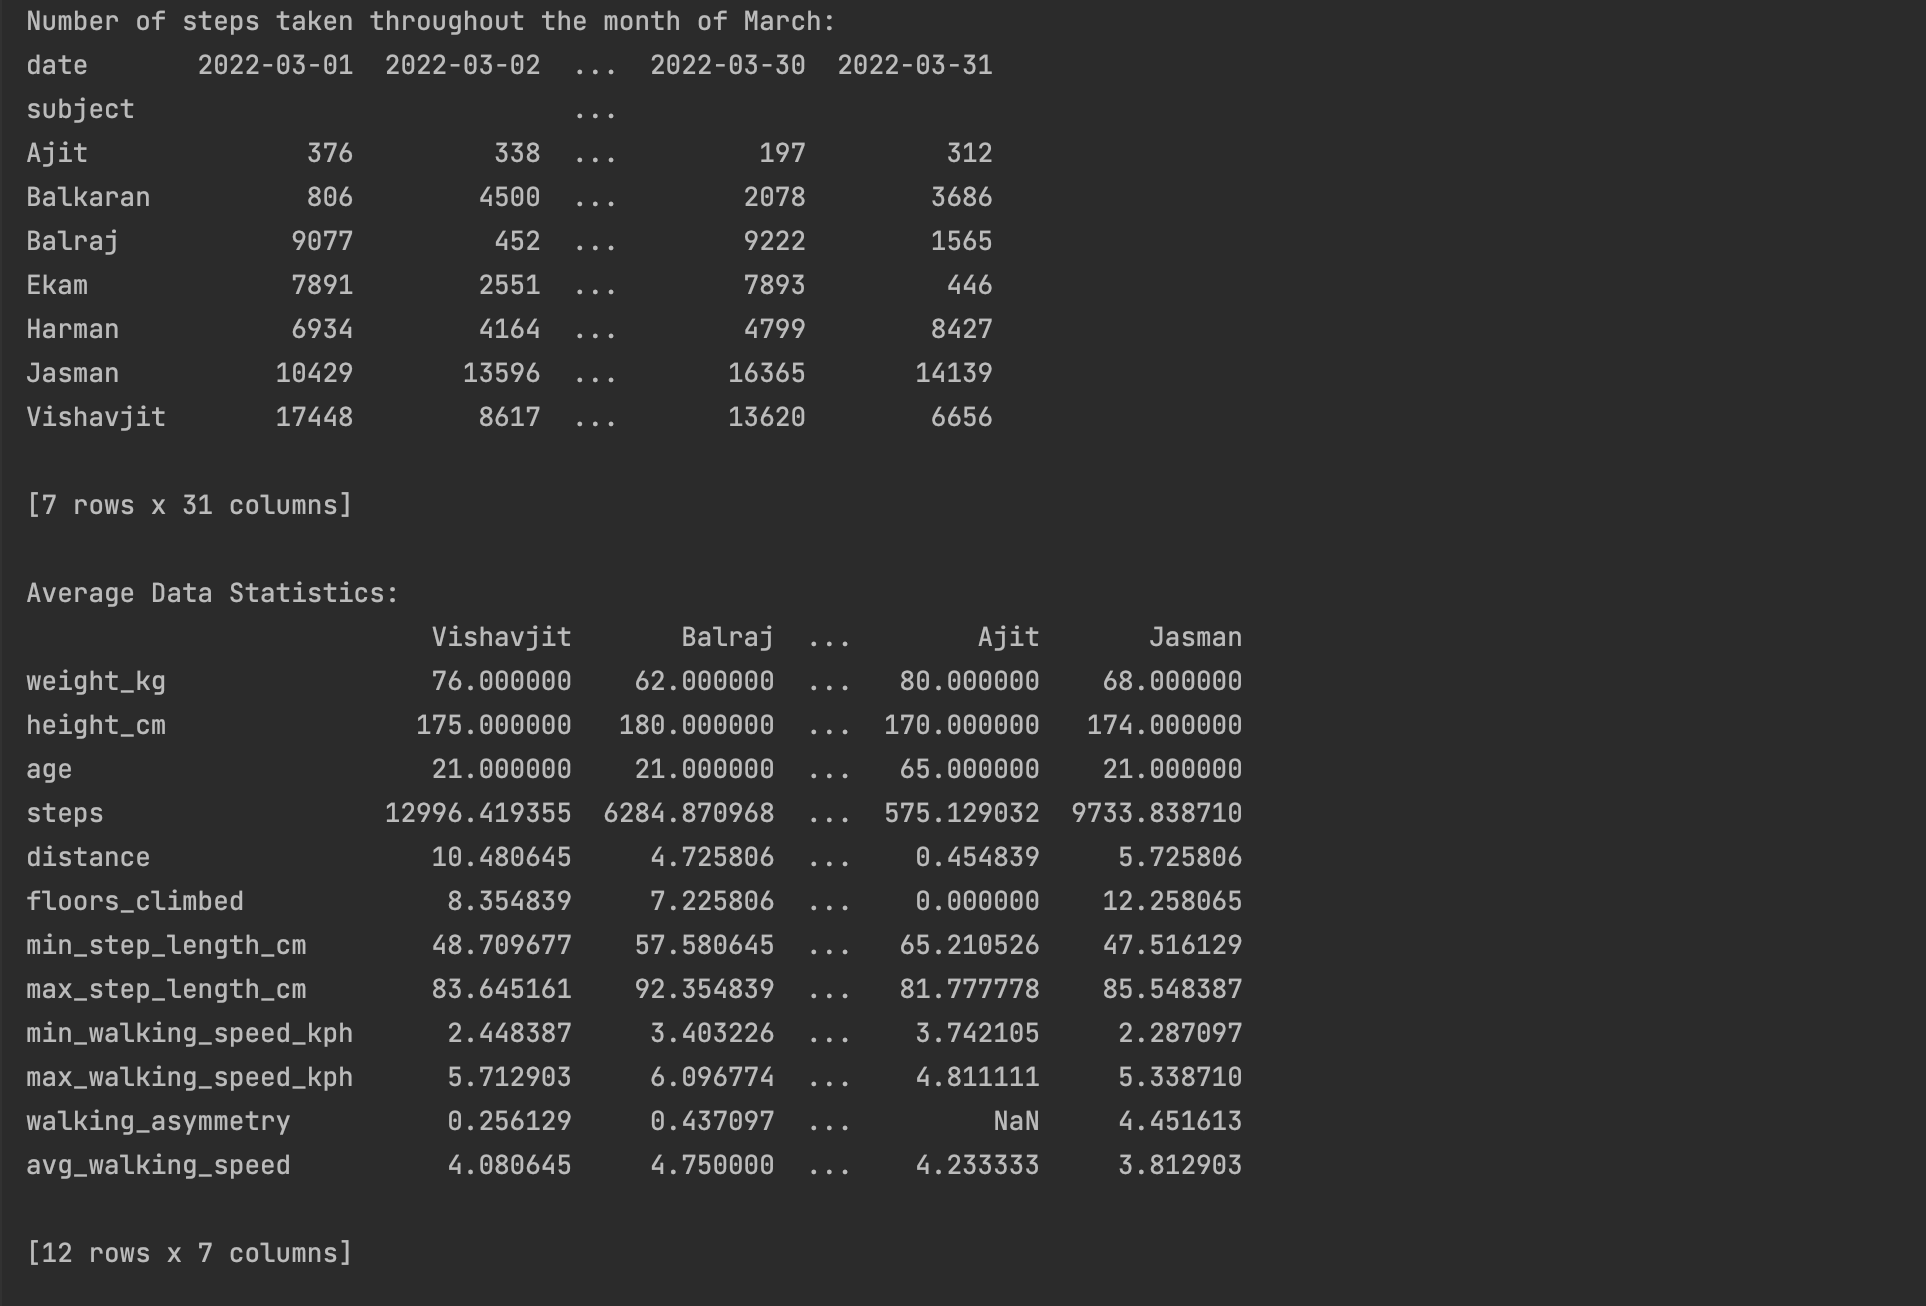 Number of steps taken throughout the month of March:
date       2022-03-01  2022-03-02  ...  2022-03-30  2022-03-31
subject                            ...
Ajit              376         338  ...         197         312
Balkaran          806        4500  ...        2078        3686
Balraj           9077         452  ...        9222        1565
Ekam             7891        2551  ...        7893         446
Harman           6934        4164  ...        4799        8427
Jasman          10429       13596  ...       16365       14139
Vishavjit       17448        8617  ...       13620        6656
[7 rows x 31 columns]
Average Data Statistics:
                          Vishavjit       Balraj  ...        Ajit       Jasman
weight_kg                 76.000000    62.000000  ...   80.000000    68.000000
height_cm                175.000000   180.000000  ...  170.000000   174.000000
age                       21.000000    21.000000  ...   65.000000    21.000000
steps                  12996.419355  6284.870968  ...  575.129032  9733.838710
distance                  10.480645     4.725806  ...    0.454839     5.725806
floors_climbed             8.354839     7.225806  ...    0.000000    12.258065
min_step_length_cm        48.709677    57.580645  ...   65.210526    47.516129
max_step_length_cm        83.645161    92.354839  ...   81.777778    85.548387
min_walking_speed_kph      2.448387     3.403226  ...    3.742105     2.287097
max_walking_speed_kph      5.712903     6.096774  ...    4.811111     5.338710
walking_asymmetry          0.256129     0.437097  ...         NaN     4.451613
avg_walking_speed          4.080645     4.750000  ...    4.233333     3.812903
[12 rows x 7 columns]